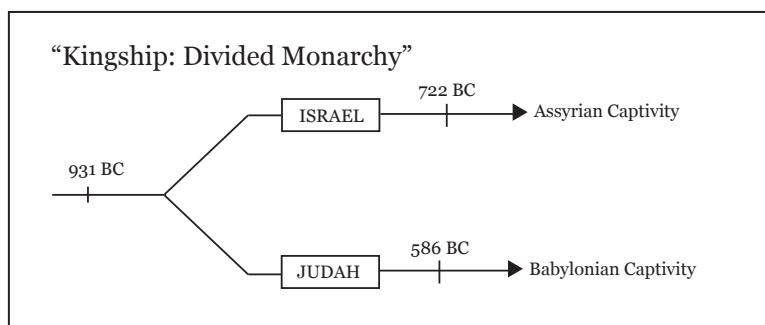 “Kingship: Divided Monarchy”
722 BC
ISRAEL
Assyrian Captivity
931 BC
586 BC
JUDAH
Babylonian Captivity